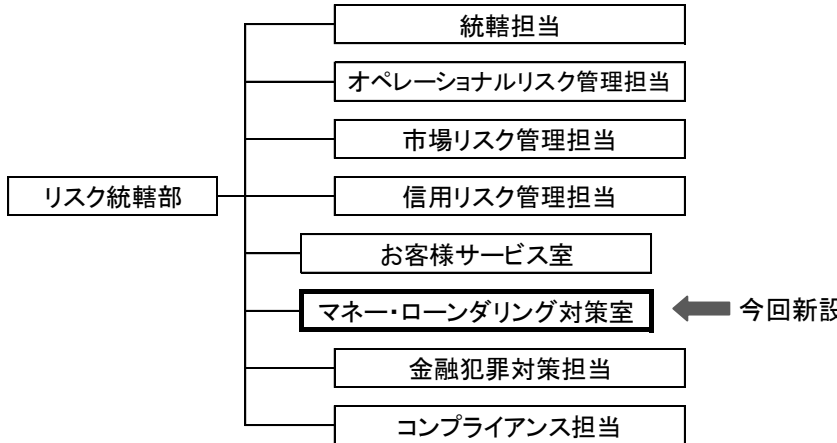 統轄担当
オペレーショナルリスク管理担当
市場リスク管理担当
リスク統轄部
信用リスク管理担当
お客様サービス室
マネー・ローンダリング対策室
今回新設
金融犯罪対策担当
コンプライアンス担当